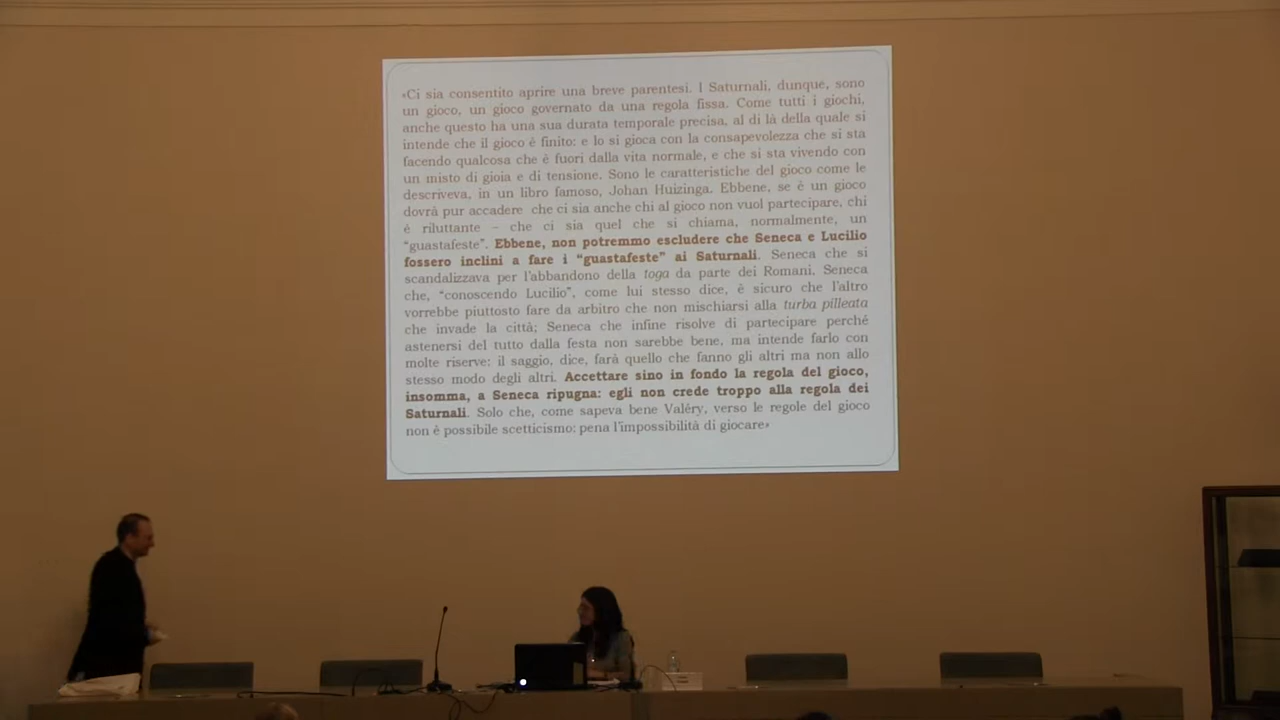 «Ci sia consentito aprire una breve parentesi. I Saturnali, dunque, sono
un gioco, un gioco governato da una regola fissa. Come tutti i giochi,
anche questo ha una sua durata temporale precisa, al di là della quale si
intende che il gioco è finito: e lo si gioca con la consapevolezza che si sta
facendo qualcosa che è fuori dalla vita normale, e che si sta vivendo con
un misto di gioia e di tensione. Sono le caratteristiche del gioco come le
descriveva, in un libro famoso, Johan Huizinga. Ebbene, se è un gioco
dovrà pur accadere che ci sia anche chi al gioco non vuol partecipare, chi
è riluttante – che ci sia quel che si chiama, normalmente, un
“guastafeste”. Ebbene, non potremmo escludere che Seneca e Lucilio
fossero inclini a fare i “guastafeste” ai Saturnali. Seneca che si
scandalizzava per l'abbandono della toga da parte dei Romani, Seneca
che, “conoscendo Lucilio”, come lui stesso dice, è sicuro che l'altro
vorrebbe piuttosto fare da arbitro che non mischiarsi alla turba pilleata
che invade la città; Seneca che infine risolve di partecipare perché
astenersi del tutto dalla festa non sarebbe bene, ma intende farlo con
molte riserve: il saggio, dice, farà quello che fanno gli altri ma non allo
stesso modo degli altri. Accettare sino in fondo la regola del gioco,
insomma, a Seneca ripugna: egli non crede troppo alla regola dei
Saturnali. Solo che, come sapeva bene Valéry, verso le regole del gioco
non è possibile scetticismo: pena l'impossibilità di giocare»